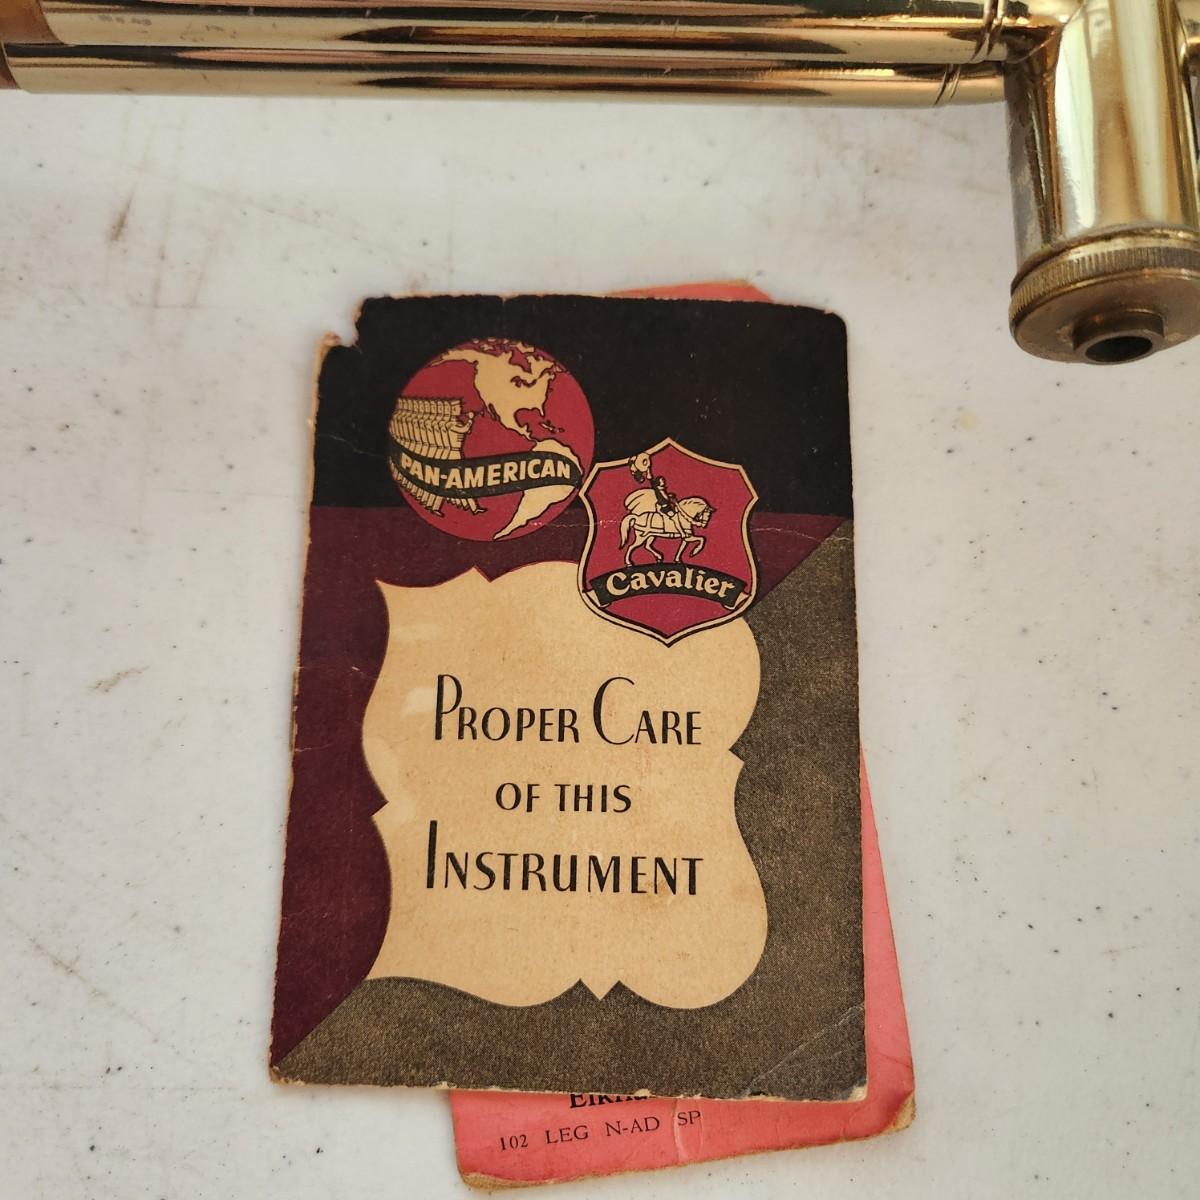 PAN-AMERICAN
Cavalier
PROPER CARE
OF THIS
INSTRUMENT
102 LEG N-AD SP